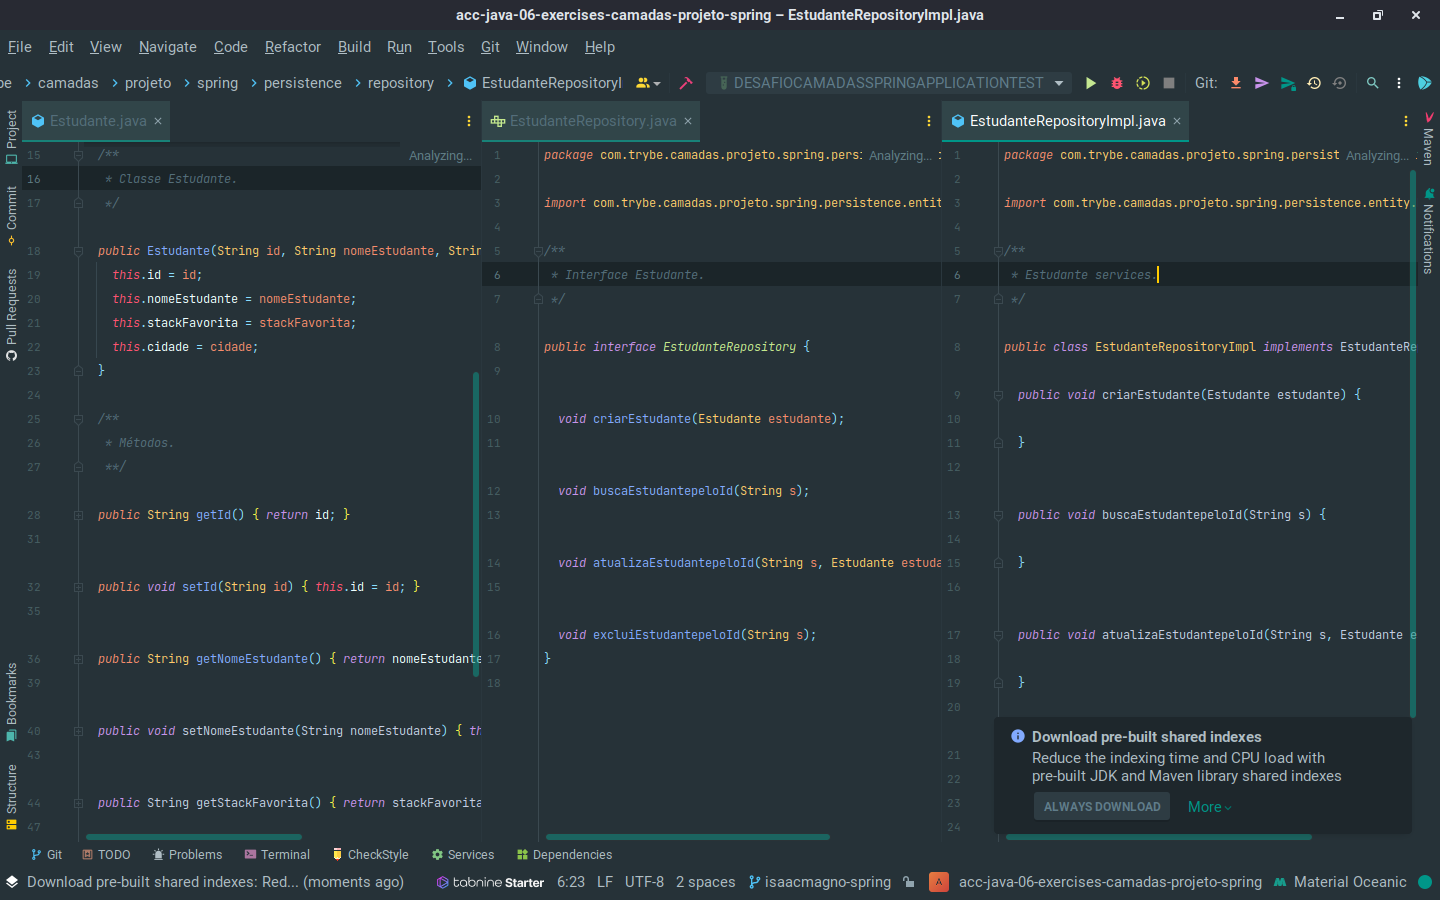 acc-java-06-exercises-camadas-projeto-spring – EstudanteRepositoryImpl.java
File Edit View Navigate Code Refactor Build Run Tools Git Window Help
be camadas projeto spring persistence repository EstudanteRepositoryI DESAFIOCAMADASSPRINGAPPLICATIONTEST Git:
Project
Commit
Pull Requests
Bookmarks
Structure
Estudante.java
Analyzing...
15 /**
16 * Classe Estudante.
17 */
18 public Estudante(String id, String nomeEstudante, Strin
19 this.id = id;
20 this.nomeEstudante = nomeEstudante;
21 this.stackFavorita = stackFavorita;
22 this.cidade = cidade;
23 }
24
25 /**
26 * Métodos.
27 **/
28 public String getId() { return id; }
31
32 public void setId(String id) { this.id = id; }
35
36 public String getNomeEstudante() { return nomeEstudante
39
40 public void setNomeEstudante(String nomeEstudante) { th
43
44 public String getStackFavorita() { return stackFavorita
47
EstudanteRepository.java
1 package com.trybe.camadas.projeto.spring.pers Analyzing...
2
3 import com.trybe.camadas.projeto.spring.persistence.entit
4
5 /**
6 * Interface Estudante.
7 */
8 public interface EstudanteRepository {
9
10 void criarEstudante(Estudante estudante);
11
12 void buscaEstudantepeloId(String s);
13
14 void atualizaEstudantepeloId(String s, Estudante estuda
15
16 void excluiEstudantepeloId(String s);
17 }
18
EstudanteRepositoryImpl.java
1 package com.trybe.camadas.projeto.spring.persist Analyzing...
2
3 import com.trybe.camadas.projeto.spring.persistence.entity.
4
5 /**
6 * Estudante services.
7 */
8 public class EstudanteRepositoryImpl implements EstudanteRe
9 public void criarEstudante(Estudante estudante) {
10
11 }
12
13 public void buscaEstudantepeloId(String s) {
14
15 }
16
17 public void atualizaEstudantepeloId(String s, Estudante e
18
19 }
20
21
22
23
24
Download pre-built shared indexes
Reduce the indexing time and CPU load with
pre-built JDK and Maven library shared indexes
ALWAYS DOWNLOAD More
Maven
Notifications
Git TODO Problems Terminal CheckStyle Services Dependencies
Download pre-built shared indexes: Red... (moments ago) tabnine Starter 6:23 LF UTF-8 2 spaces isaacmagno-spring A acc-java-06-exercises-camadas-projeto-spring Material Oceanic